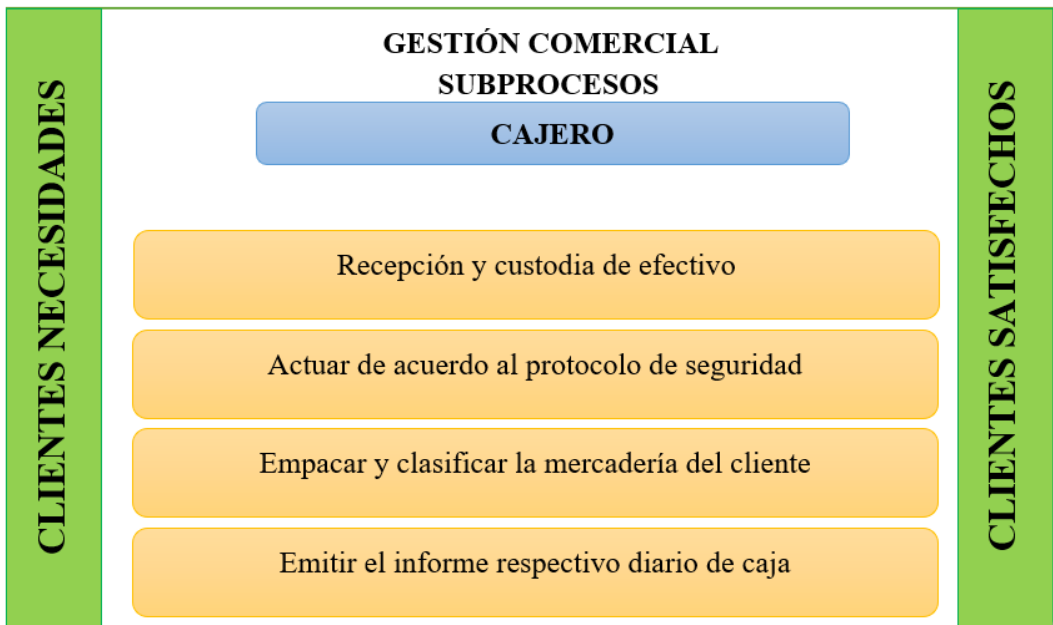 CLIENTES NECESIDADES
GESTIÓN COMERCIAL
SUBPROCESOS
CAJERO
Recepción y custodia de efectivo
Actuar de acuerdo al protocolo de seguridad
Empacar y clasificar la mercadería del cliente
Emitir el informe respectivo diario de caja
CLIENTES SATISFECHOS